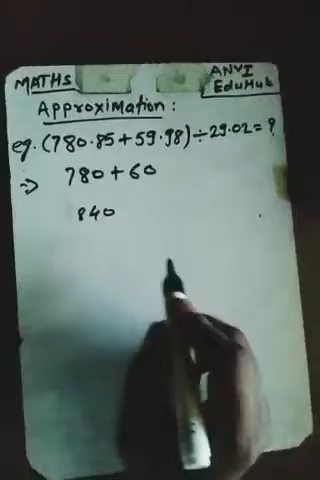 MATHS
ANVI
EduHub
Approximation :
eg. (780.85+59.98)÷29.02=?
⇒ 780+60
840